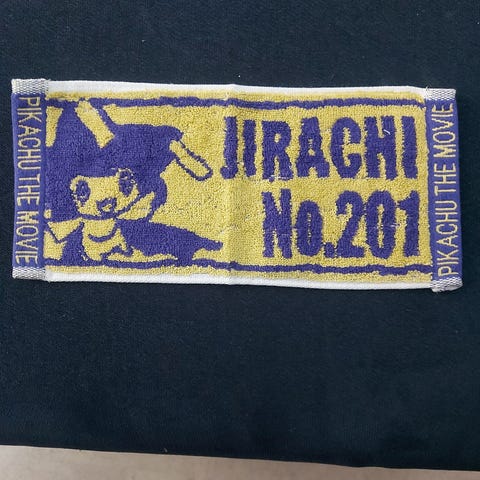 PIKACHU THE MOVIE
JIRACHI
No.201
PIKACHU THE MOVIE